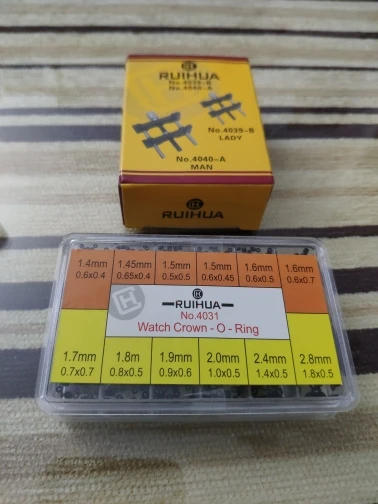 RUIHUA
No.4039-B
No.4040-A
No.4039-B
LADY
No.4040-A
MAN
RUIHUA
1.4mm 1.45mm 1.5mm 1.5mm 1.6mm 1.6mm
0.6x0.4 0.65x0.4 0.5x0.5 0.6x0.45 0.6x0.5 0.6x0.7
RUIHUA
No.4031
Watch Crown - O - Ring
1.7mm 1.8m 1.9mm 2.0mm 2.4mm 2.8mm
0.7x0.7 0.8x0.5 0.9x0.6 1.0x0.5 1.4x0.5 1.8x0.5